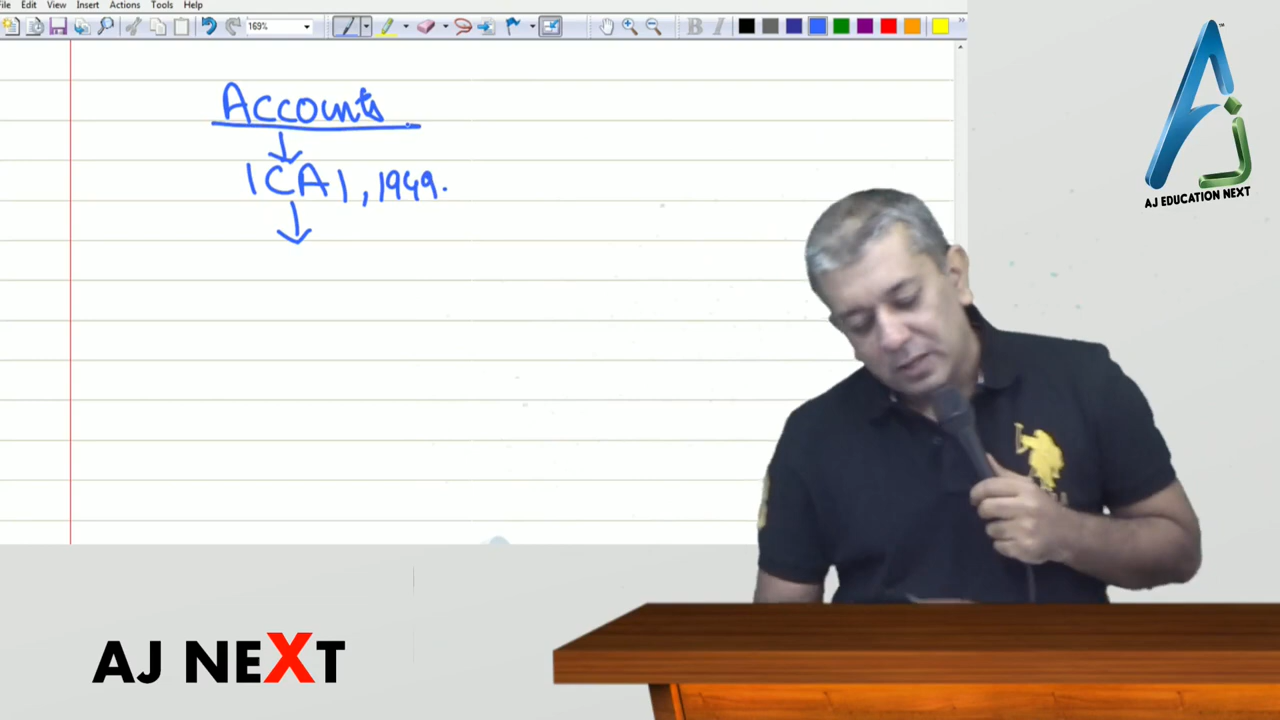 File Edit View Insert Actions Tools Help
169%
B I
Accounts
ICAI, 1949.
AJ EDUCATION NEXT
AJ NEXT